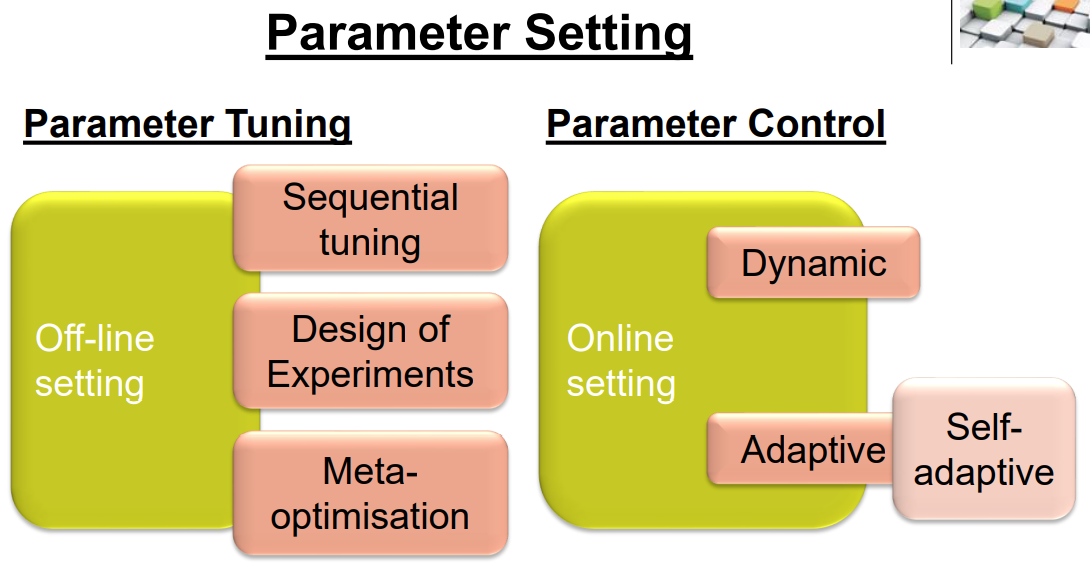 Parameter Setting
Parameter Tuning
Sequential
tuning
Off-line
setting
Design of
Experiments
Meta-
optimisation
Parameter Control
Online
setting
Dynamic
Adaptive
Self-
adaptive